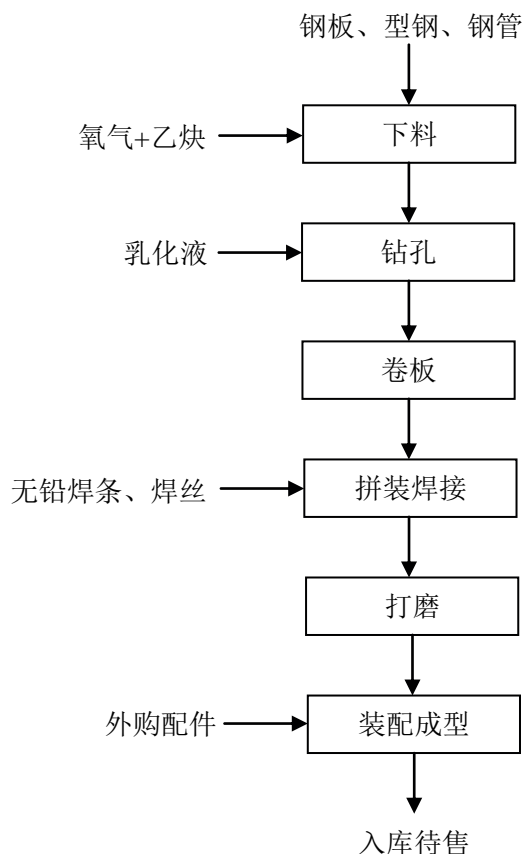 钢板、型钢、钢管
氧气+乙炔
下料
乳化液
钻孔
卷板
无铅焊条、焊丝
拼装焊接
打磨
外购配件
装配成型
入库待售